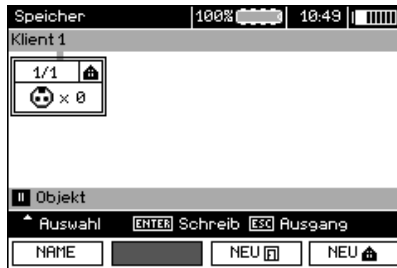 Speicher 100% 10:49
Klient 1
1/1
x 0
Objekt
Auswahl ENTER Schreib ESC Ausgang
NAME NEU NEU